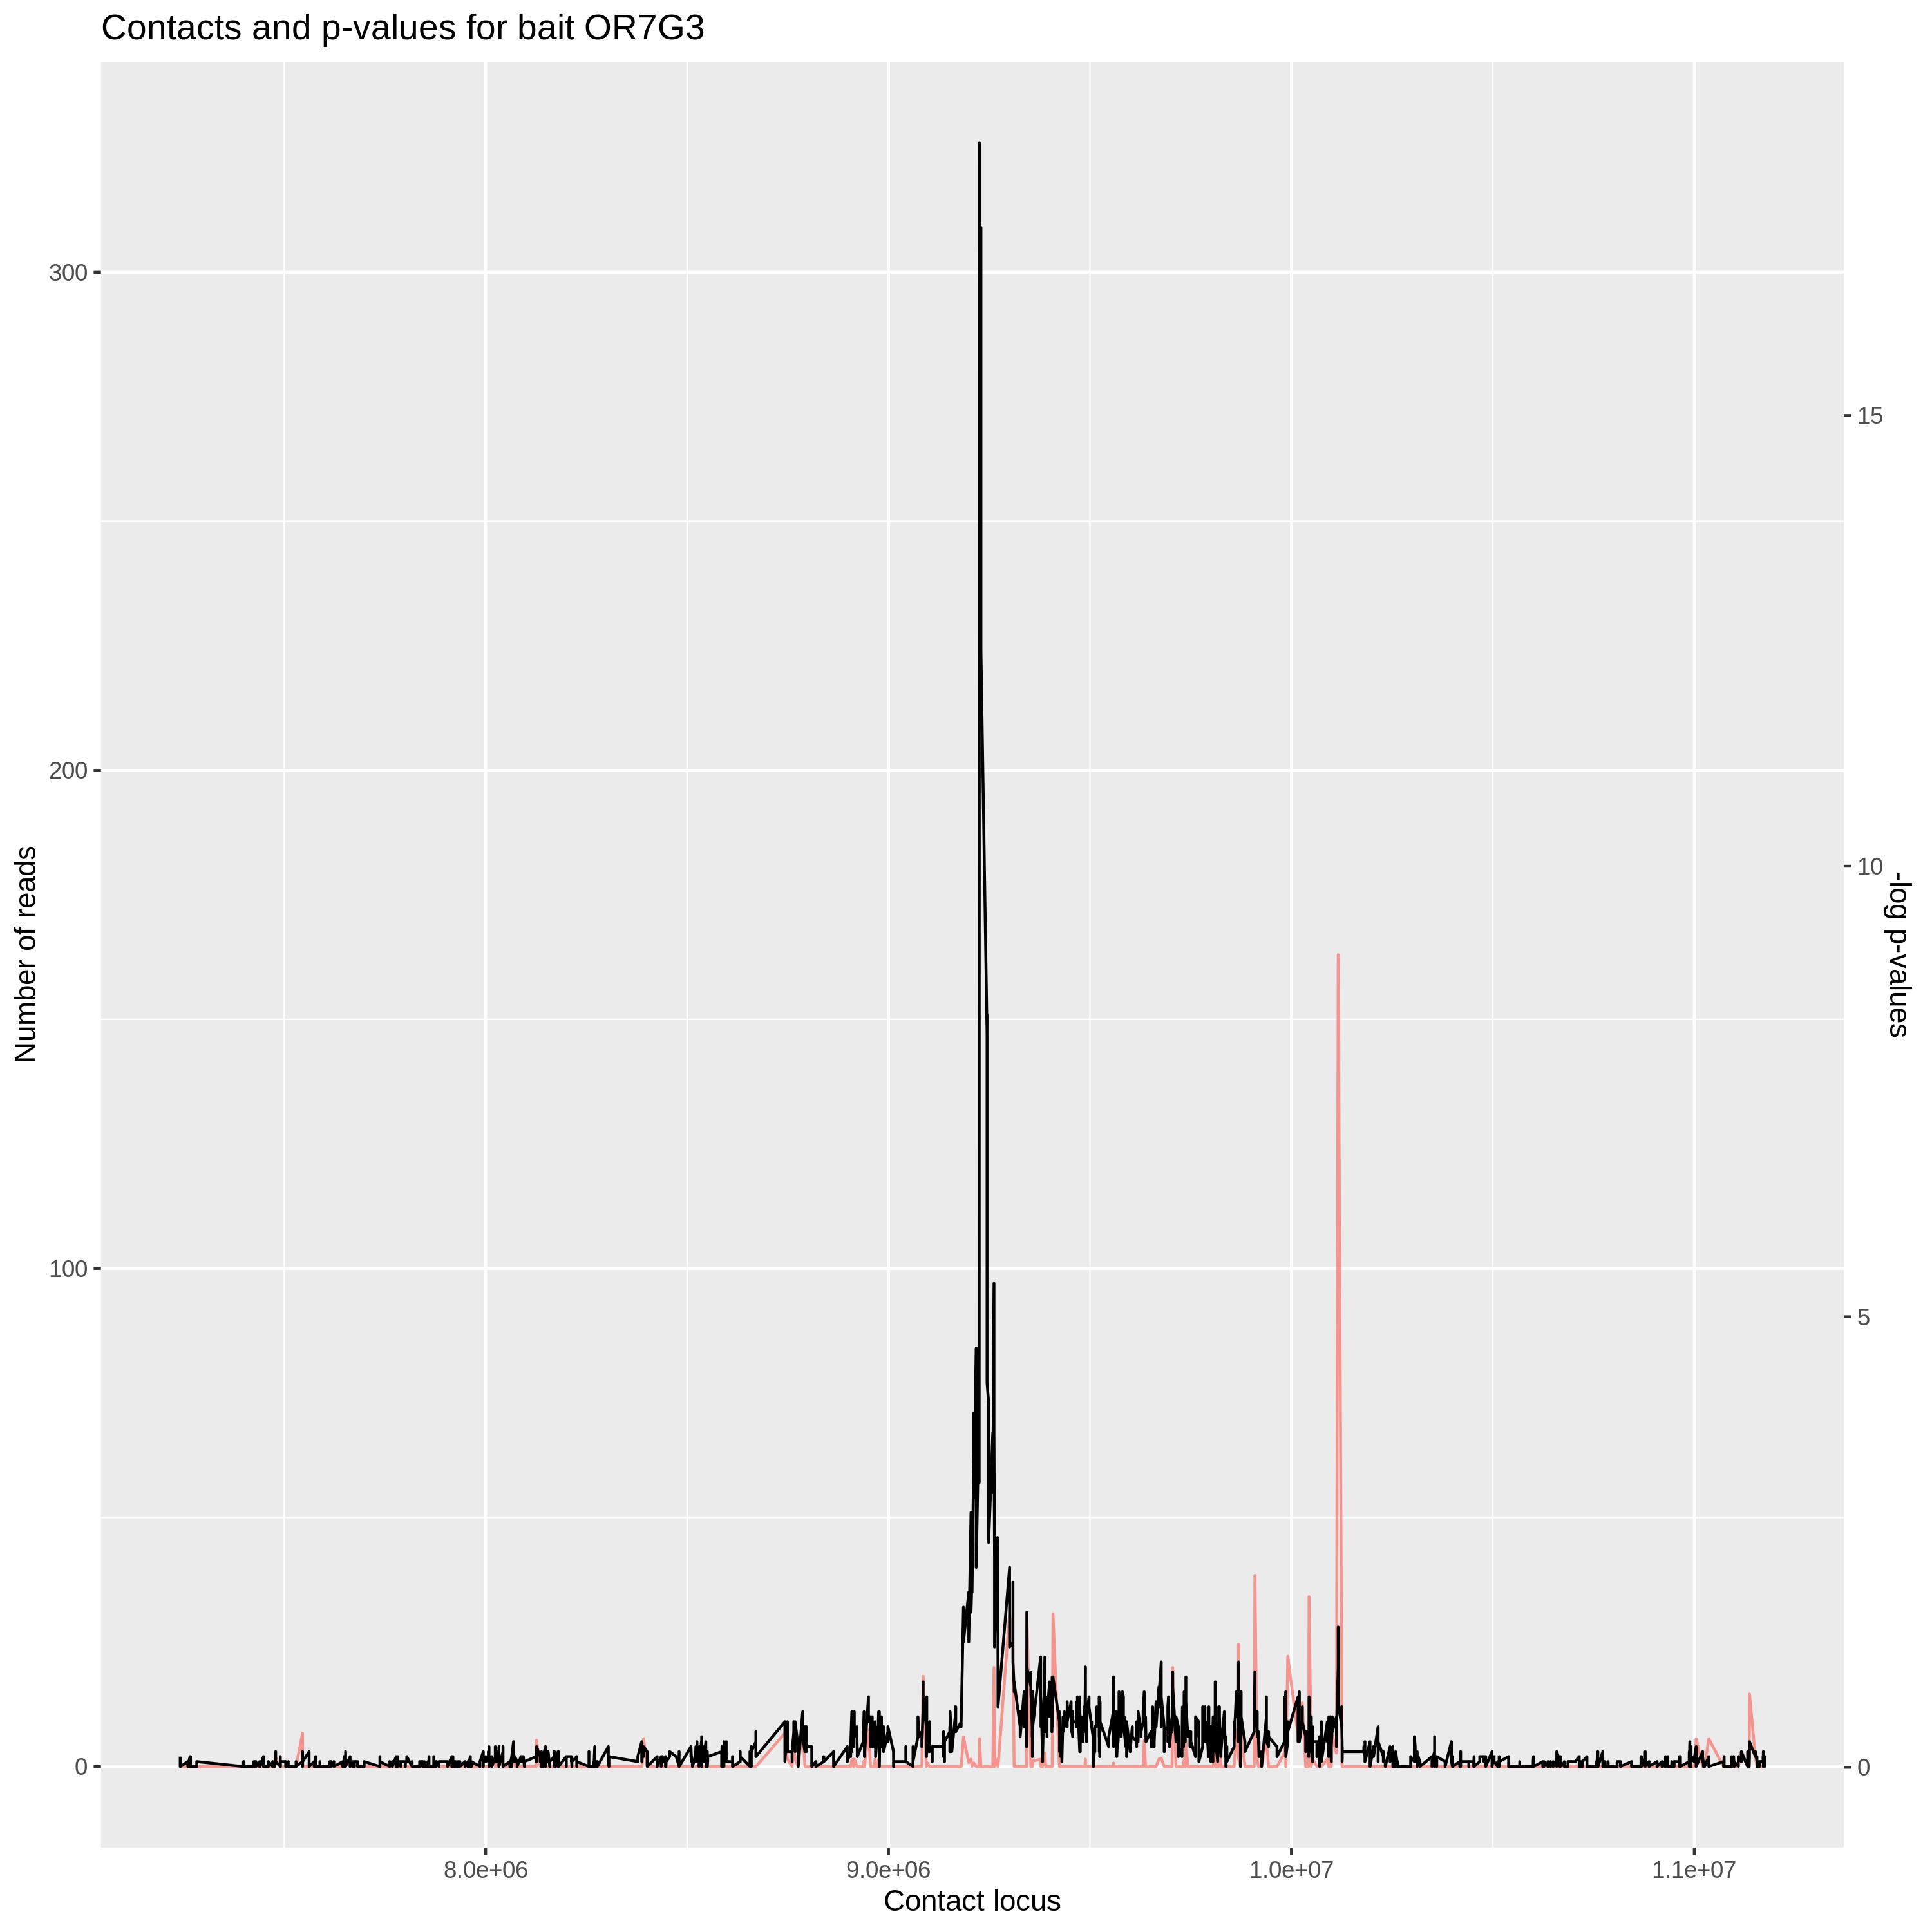 Contacts and p-values for bait OR7G3
300
200
100
0
Number of reads
15
10
5
0
-log p-values
8.0e+06
9.0e+06
1.0e+07
1.1e+07
Contact locus